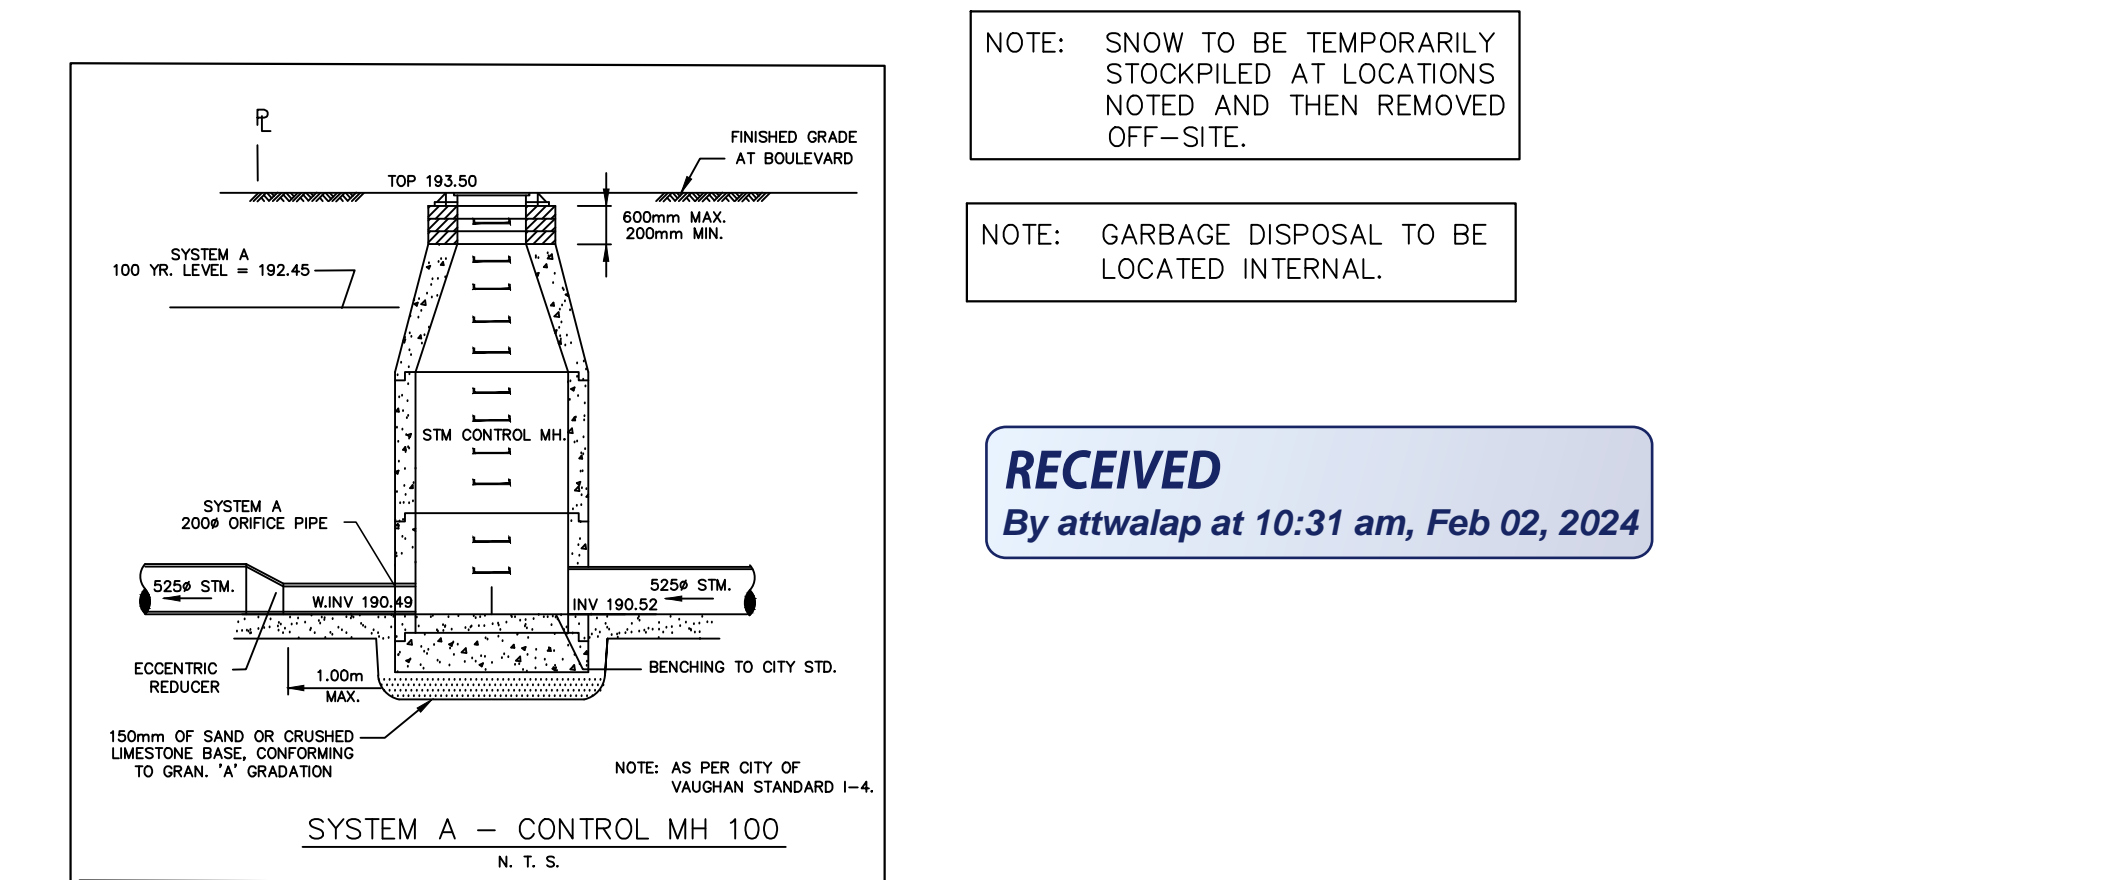 NOTE: SNOW TO BE TEMPORARILY
STOCKPILED AT LOCATIONS
NOTED AND THEN REMOVED
OFF-SITE.
NOTE: GARBAGE DISPOSAL TO BE
LOCATED INTERNAL.
RECEIVED
By attwalap at 10:31 am, Feb 02, 2024
PL
FINISHED GRADE
AT BOULEVARD
TOP 193.50
600mm MAX.
200mm MIN.
SYSTEM A
100 YR. LEVEL = 192.45
STM CONTROL MH.
SYSTEM A
200ø ORIFICE PIPE
525ø STM.
W.INV 190.49
INV 190.52
525ø STM.
ECCENTRIC
REDUCER
1.00m
MAX.
BENCHING TO CITY STD.
150mm OF SAND OR CRUSHED
LIMESTONE BASE, CONFORMING
TO GRAN. 'A' GRADATION
NOTE: AS PER CITY OF
VAUGHAN STANDARD I-4.
SYSTEM A - CONTROL MH 100
N. T. S.